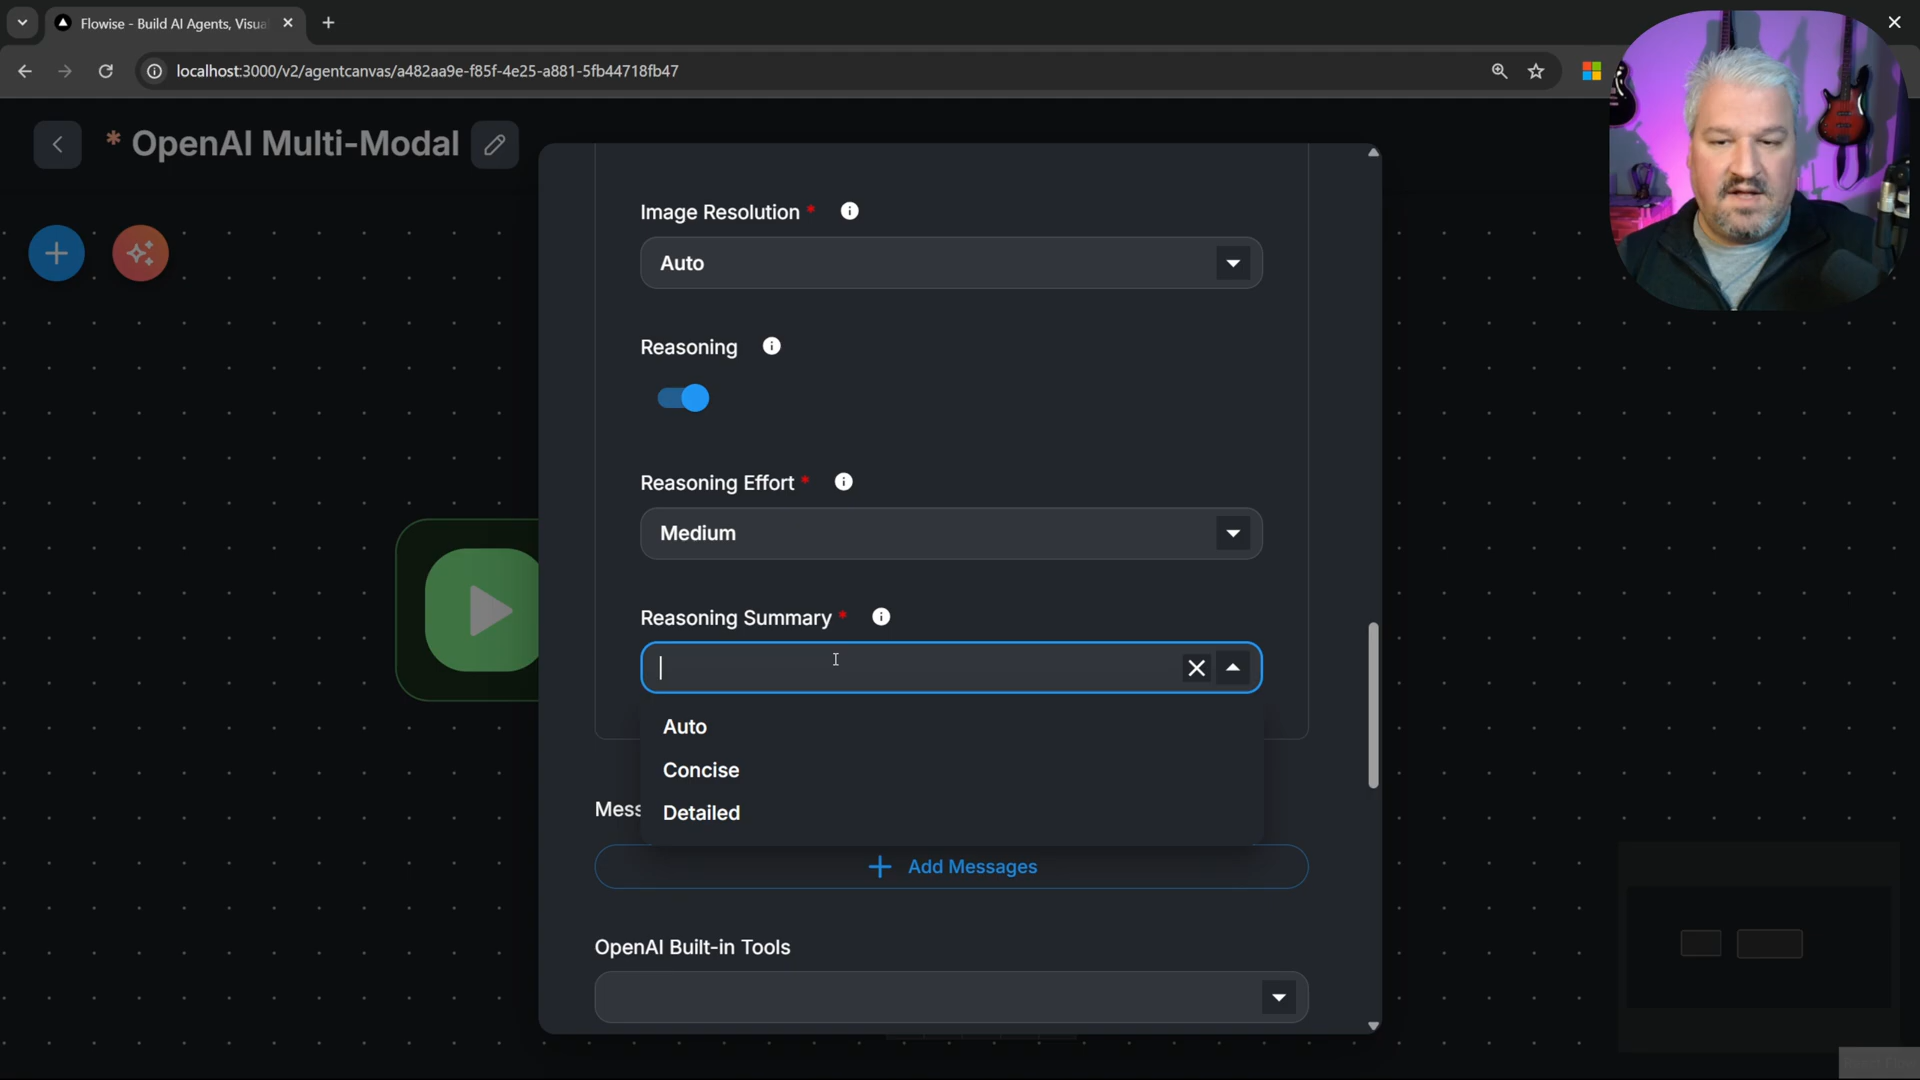 Flowise - Build AI Agents, Visua
localhost:3000/v2/agentcanvas/a482aa9e-f85f-4e25-a881-5fb44718fb47
* OpenAI Multi-Modal
Image Resolution *
Auto
Reasoning
Reasoning Effort *
Medium
Reasoning Summary *
Auto
Concise
Detailed
Mess
Add Messages
OpenAI Built-in Tools